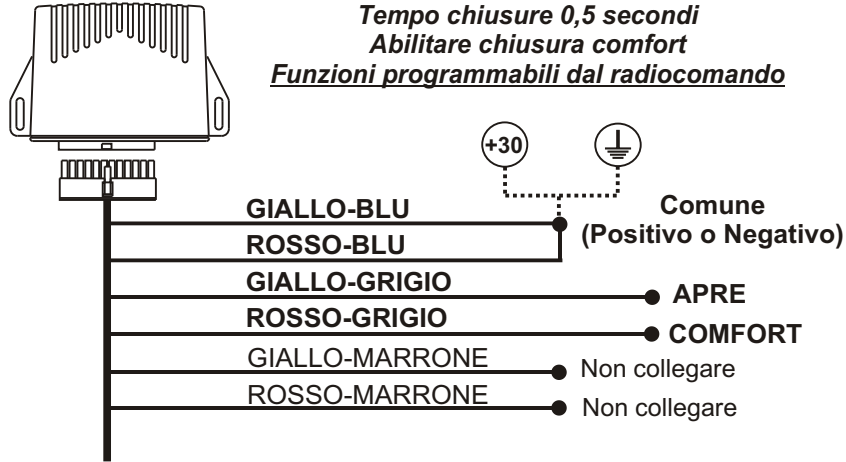 Tempo chiusure 0,5 secondi
Abilitare chiusura comfort
Funzioni programmabili dal radiocomando
+30
GIALLO-BLU
Comune
(Positivo o Negativo)
ROSSO-BLU
GIALLO-GRIGIO
APRE
ROSSO-GRIGIO
COMFORT
GIALLO-MARRONE
Non collegare
ROSSO-MARRONE
Non collegare